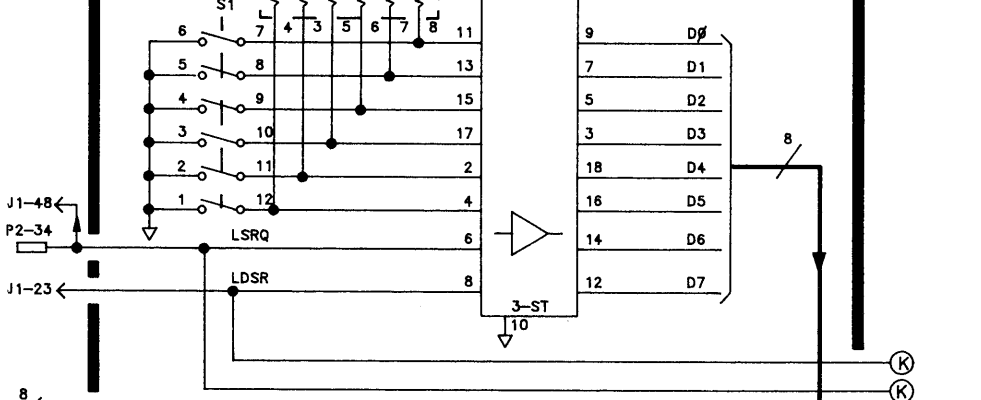 S1
4 3 5 6 7 8
6 7 11 9 DØ
5 8 13 7 D1
4 9 15 5 D2
3 10 17 3 D3
8
2 11 2 18 D4
1 12 4 16 D5
J1-48
P2-34
LSRQ 6 14 D6
J1-23
LDSR 8 12 D7
3-ST
10
K
K
8